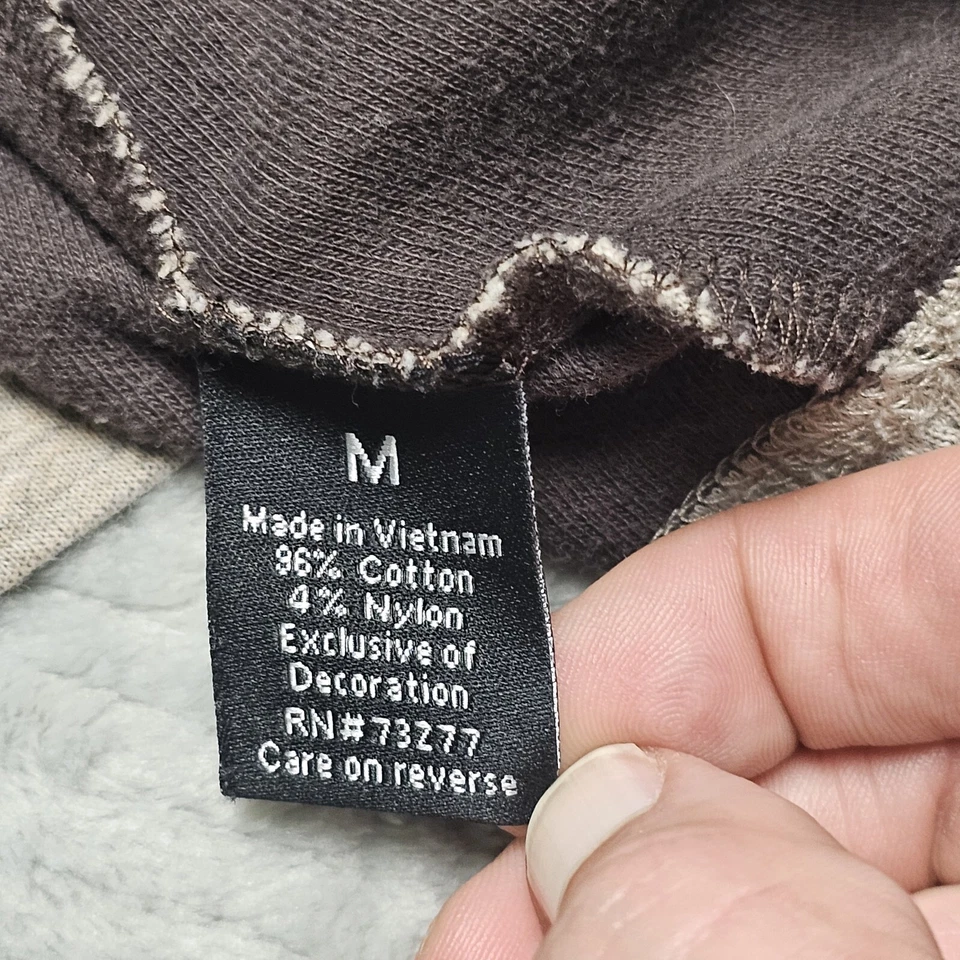 M
Made in Vietnam
96% Cotton
4% Nylon
Exclusive of
Decoration
RN#73277
Care on reverse